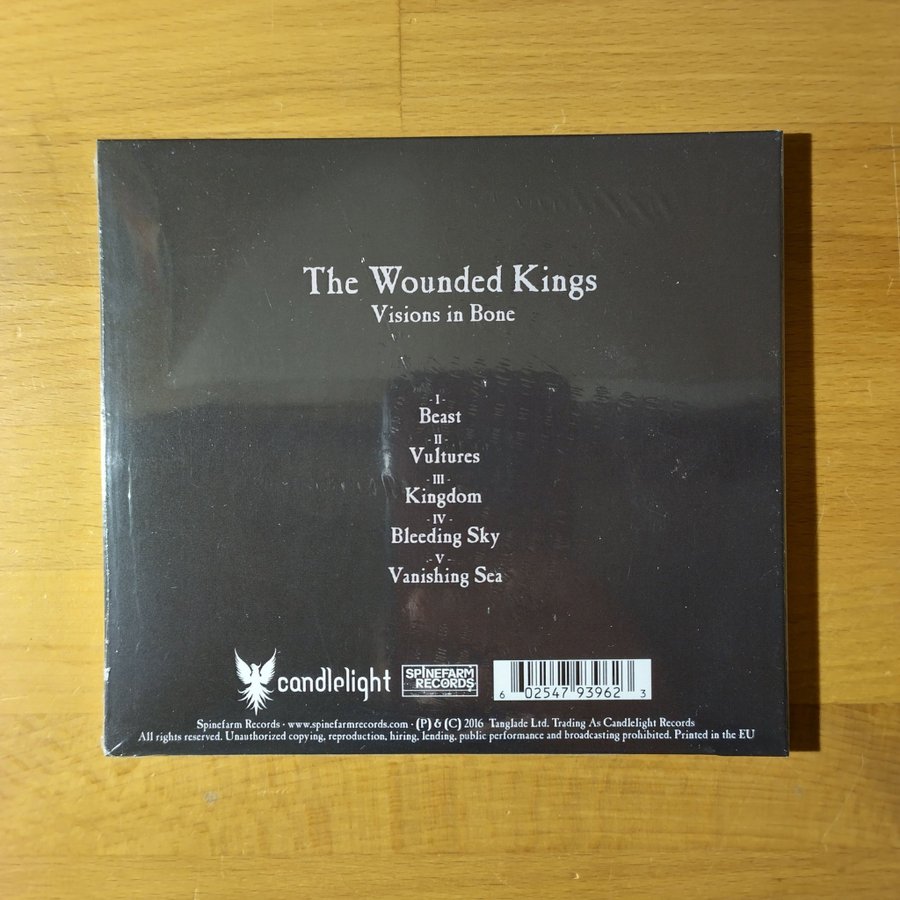 The Wounded Kings
Visions in Bone
- I -
Beast
- II -
Vultures
- III -
Kingdom
- IV -
Bleeding Sky
- V -
Vanishing Sea
candlelight
SPINEFARM
RECORDS
6 02547 93962 3
Spinefarm Records · www.spinefarmrecords.com · (P) & (C) 2016 Tanglade Ltd. Trading As Candlelight Records
All rights reserved. Unauthorized copying, reproduction, hiring, lending, public performance and broadcasting prohibited. Printed in the EU